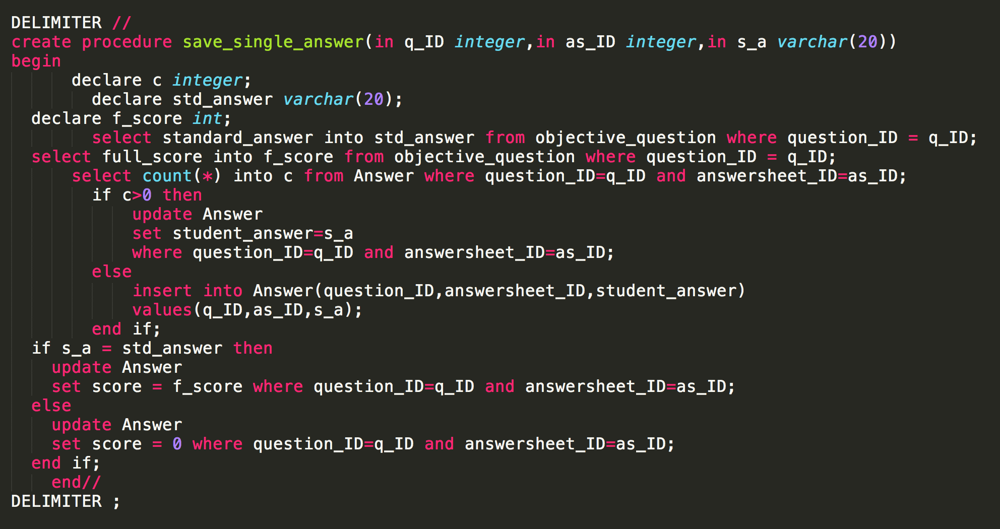 DELIMITER //
create procedure save_single_answer(in q_ID integer,in as_ID integer,in s_a varchar(20))
begin
declare c integer;
declare std_answer varchar(20);
declare f_score int;
select standard_answer into std_answer from objective_question where question_ID = q_ID;
select full_score into f_score from objective_question where question_ID = q_ID;
select count(*) into c from Answer where question_ID=q_ID and answersheet_ID=as_ID;
if c>0 then
update Answer
set student_answer=s_a
where question_ID=q_ID and answersheet_ID=as_ID;
else
insert into Answer(question_ID,answersheet_ID,student_answer)
values(q_ID,as_ID,s_a);
end if;
if s_a = std_answer then
update Answer
set score = f_score where question_ID=q_ID and answersheet_ID=as_ID;
else
update Answer
set score = 0 where question_ID=q_ID and answersheet_ID=as_ID;
end if;
end//
DELIMITER ;